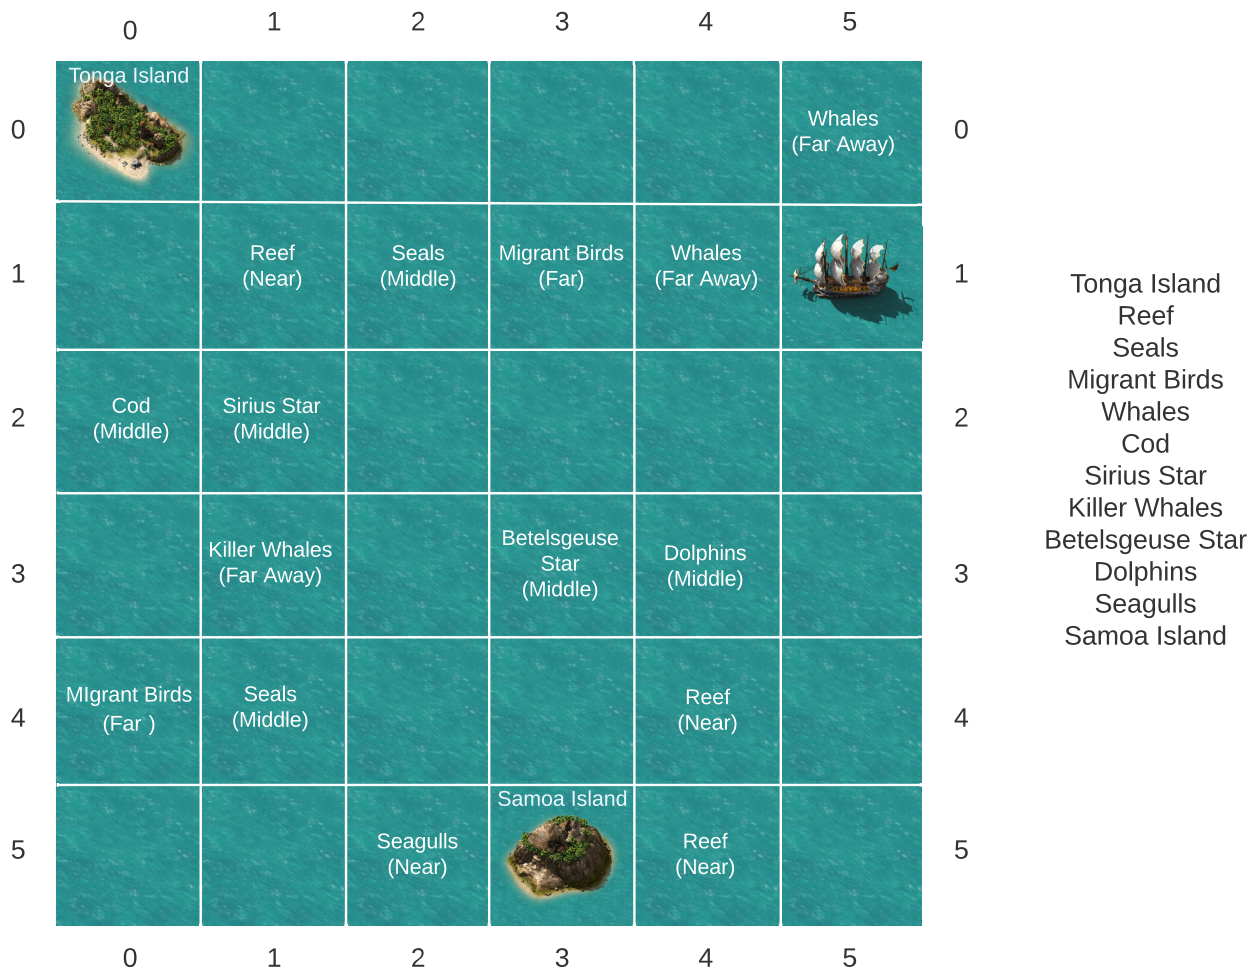 0 1 2 3 4 5
Tonga Island
0
Whales
(Far Away)
0
1
Reef
(Near)
Seals
(Middle)
Migrant Birds
(Far)
Whales
(Far Away)
1
2
Cod
(Middle)
Sirius Star
(Middle)
2
3
Killer Whales
(Far Away)
Betelsgeuse
Star
(Middle)
Dolphins
(Middle)
3
4
MIgrant Birds
(Far )
Seals
(Middle)
Reef
(Near)
4
5
Seagulls
(Near)
Samoa Island
Reef
(Near)
5
0 1 2 3 4 5
Tonga Island
Reef
Seals
Migrant Birds
Whales
Cod
Sirius Star
Killer Whales
Betelsgeuse Star
Dolphins
Seagulls
Samoa Island